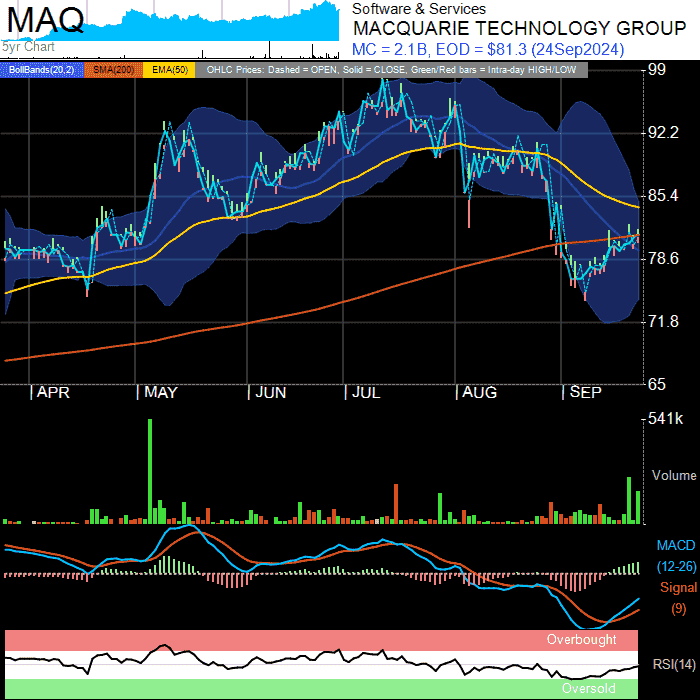 MAQ
5yr Chart
Software & Services
MACQUARIE TECHNOLOGY GROUP
MC = 2.1B, EOD = $81.3 (24Sep2024)
BollBands(20,2) SMA(200) EMA(50) OHLC Prices: Dashed = OPEN, Solid = CLOSE, Green/Red bars = Intra-day HIGH/LOW
99
92.2
85.4
78.6
71.8
65
APR MAY JUN JUL AUG SEP
541k
Volume
MACD
(12-26)
Signal
(9)
Overbought
RSI(14)
Oversold